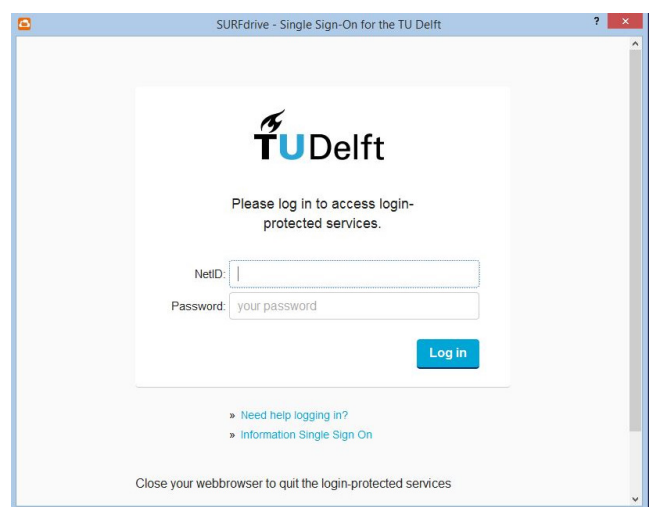 SURFdrive - Single Sign-On for the TU Delft
?
TUDelft
Please log in to access login-
protected services.
NetID:
Password: your password
Log in
» Need help logging in?
» Information Single Sign On
Close your webbrowser to quit the login-protected services